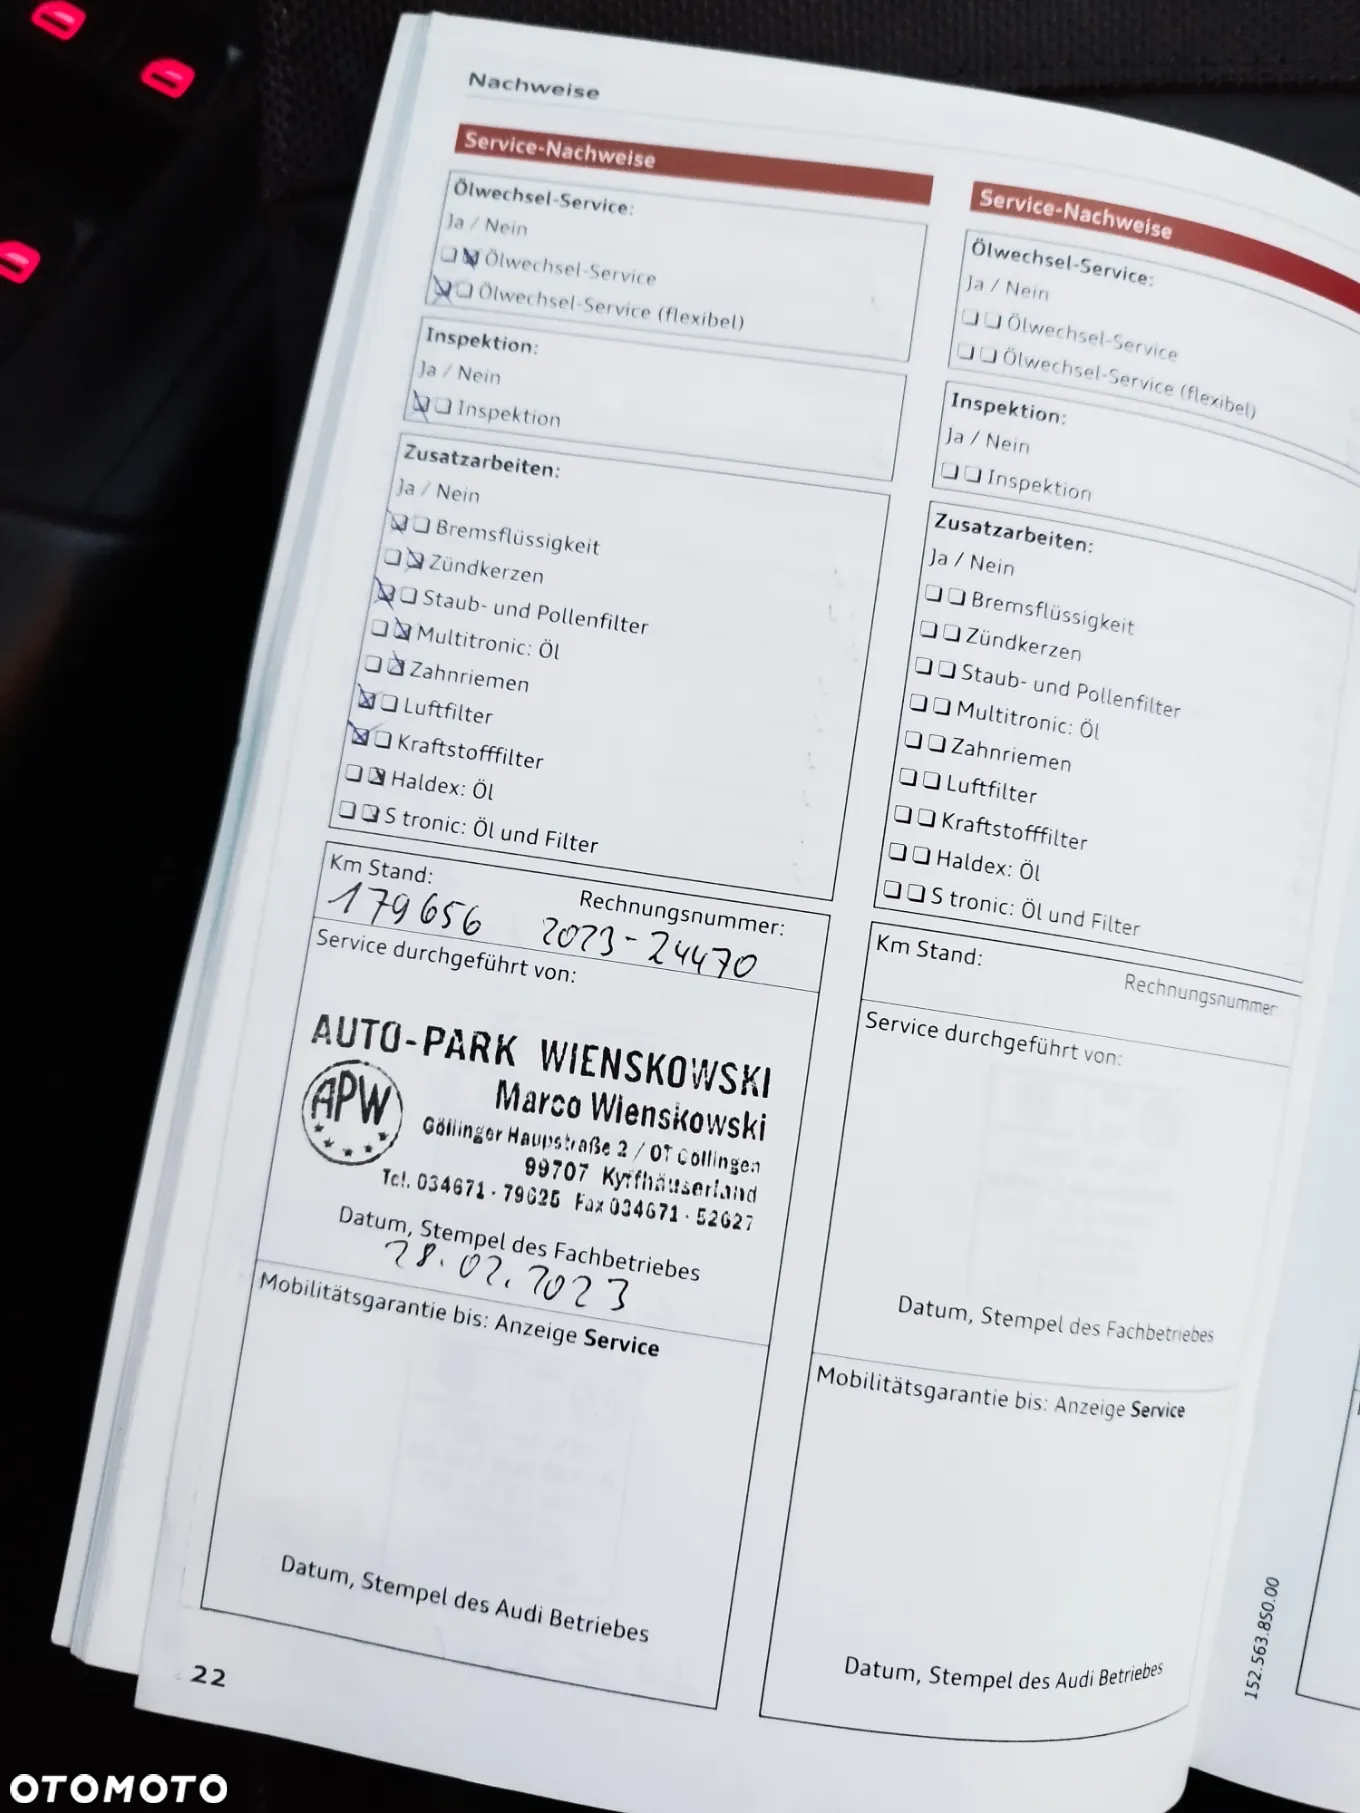 Nachweise
Service-Nachweise
Ölwechsel-Service:
Ja / Nein
Ölwechsel-Service
Ölwechsel-Service (flexibel)
Inspektion:
Ja / Nein
Inspektion
Zusatzarbeiten:
Ja / Nein
Bremsflüssigkeit
Zündkerzen
Staub- und Pollenfilter
Multitronic: Öl
Zahnriemen
Luftfilter
Kraftstofffilter
Haldex: Öl
S tronic: Öl und Filter
Km Stand:
Rechnungsnummer:
179656 2023-24470
Service durchgeführt von:
AUTO-PARK WIENSKOWSKI
APW
Marco Wienskowski
Göllinger Hauptstraße 2 / OT Göllingen
99707 Kyffhäuserland
Tel. 034671 - 79625 Fax 034671 - 52627
Datum, Stempel des Fachbetriebes
28.02.2023
Mobilitätsgarantie bis: Anzeige Service
Datum, Stempel des Audi Betriebes
22
Service-Nachweise
Ölwechsel-Service:
Ja / Nein
Ölwechsel-Service
Ölwechsel-Service (flexibel)
Inspektion:
Ja / Nein
Inspektion
Zusatzarbeiten:
Ja / Nein
Bremsflüssigkeit
Zündkerzen
Staub- und Pollenfilter
Multitronic: Öl
Zahnriemen
Luftfilter
Kraftstofffilter
Haldex: Öl
S tronic: Öl und Filter
Km Stand:
Rechnungsnummer
Service durchgeführt von:
Datum, Stempel des Fachbetriebes
Mobilitätsgarantie bis: Anzeige Service
Datum, Stempel des Audi Betriebes
152.563.850.00
OTOMOTO